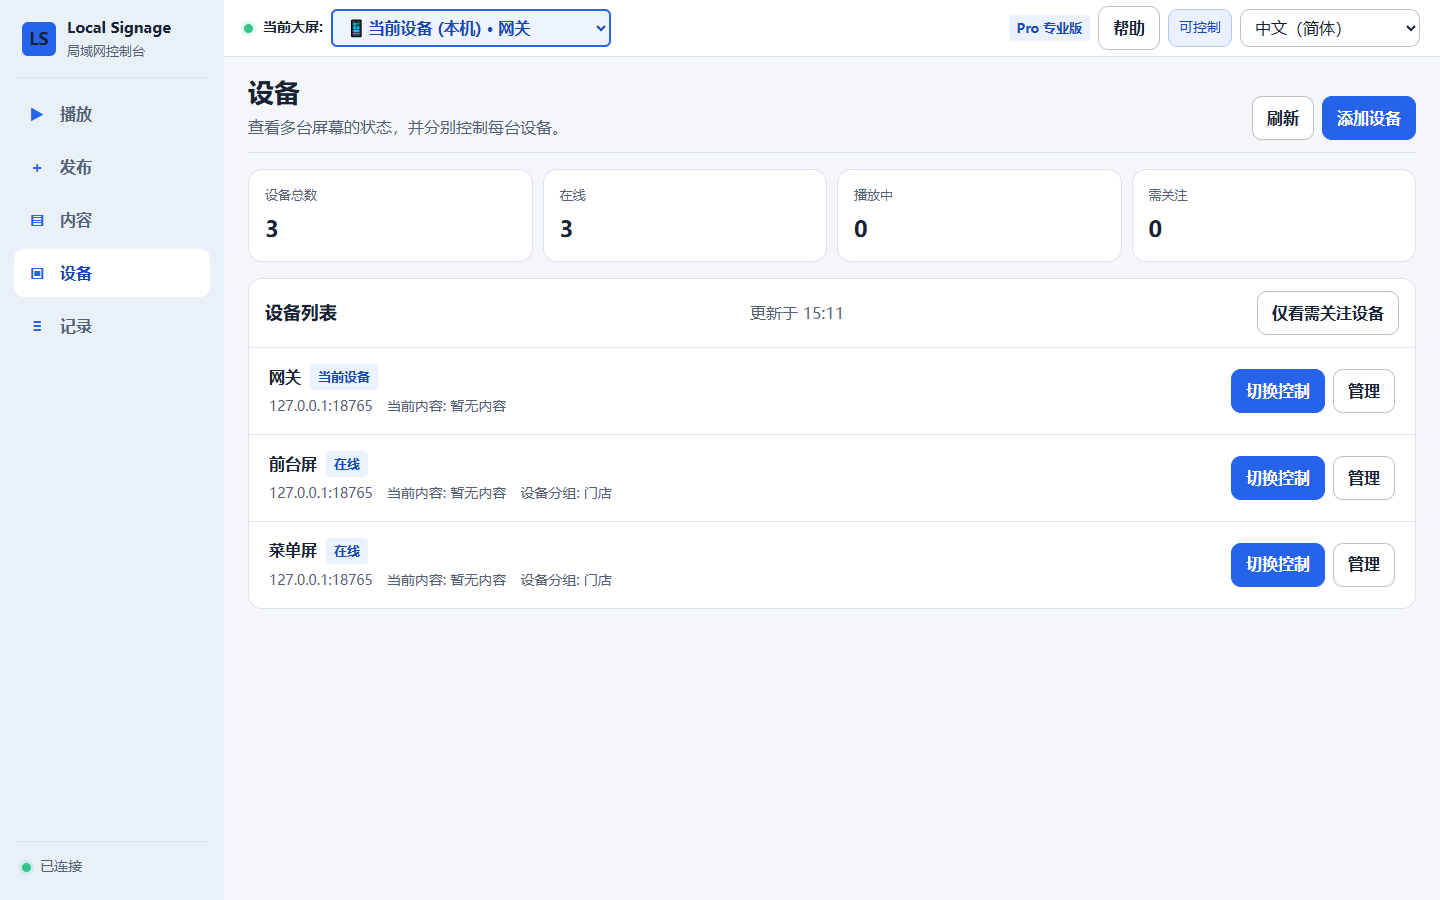 LS
Local Signage
局域网控制台
播放
发布
内容
设备
记录
已连接
当前大屏:
当前设备 (本机) • 网关
Pro 专业版
帮助
可控制
中文（简体）
设备
查看多台屏幕的状态，并分别控制每台设备。
刷新
添加设备
设备总数
3
在线
3
播放中
0
需关注
0
设备列表
更新于 15:11
仅看需关注设备
网关 当前设备
127.0.0.1:18765 当前内容: 暂无内容
切换控制
管理
前台屏 在线
127.0.0.1:18765 当前内容: 暂无内容 设备分组: 门店
切换控制
管理
菜单屏 在线
127.0.0.1:18765 当前内容: 暂无内容 设备分组: 门店
切换控制
管理